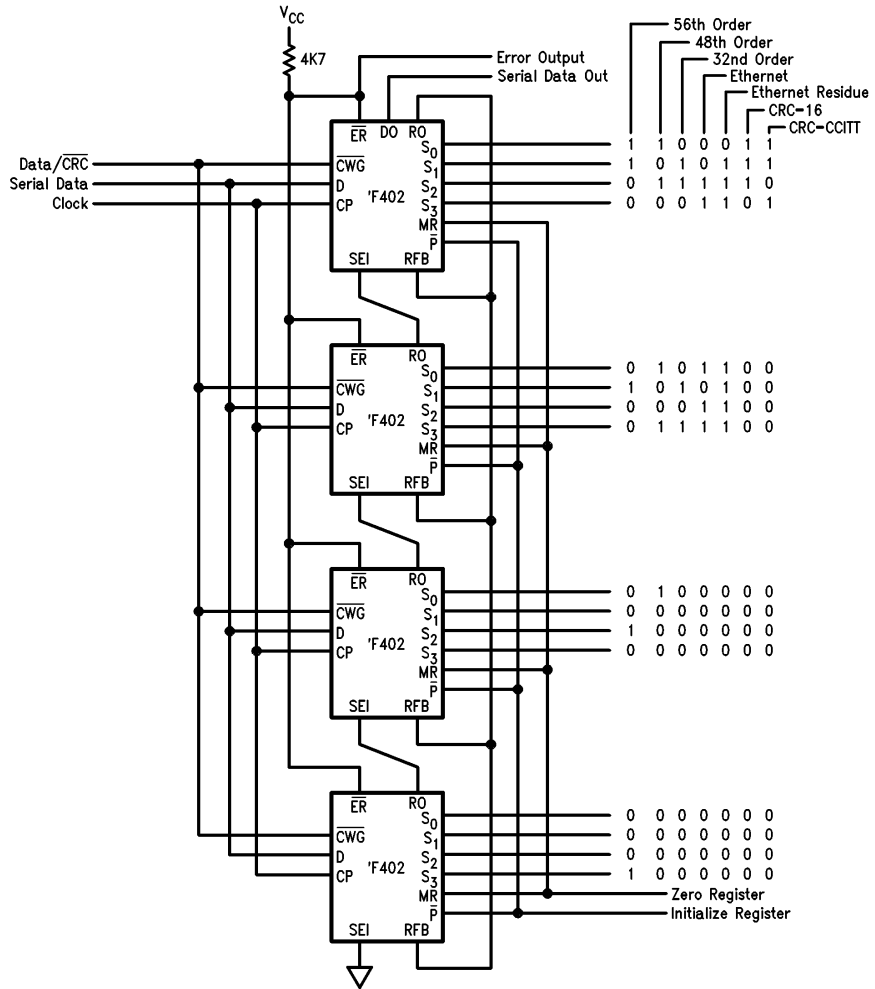 VCC
4K7
56th Order
48th Order
32nd Order
Ethernet
Ethernet Residue
CRC-16
CRC-CCITT
Error Output
Serial Data Out
Data/CRC
Serial Data
Clock
ER DO RO
CWG
D
CP
'F402
SEI RFB
S0 1 1 0 0 0 1 1
S1 1 0 1 0 1 1 1
S2 0 1 1 1 1 1 0
S3 0 0 0 1 1 0 1
MR
P
ER RO
CWG
D
CP
'F402
SEI RFB
S0 0 1 0 1 1 0 0
S1 1 0 1 0 1 0 0
S2 0 0 0 1 1 0 0
S3 0 1 1 1 1 0 0
MR
P
ER RO
CWG
D
CP
'F402
SEI RFB
S0 0 1 0 0 0 0 0
S1 0 0 0 0 0 0 0
S2 1 0 0 0 0 0 0
S3 0 0 0 0 0 0 0
MR
P
ER RO
CWG
D
CP
'F402
SEI RFB
S0 0 0 0 0 0 0 0
S1 0 0 0 0 0 0 0
S2 0 0 0 0 0 0 0
S3 1 0 0 0 0 0 0
MR Zero Register
P Initialize Register